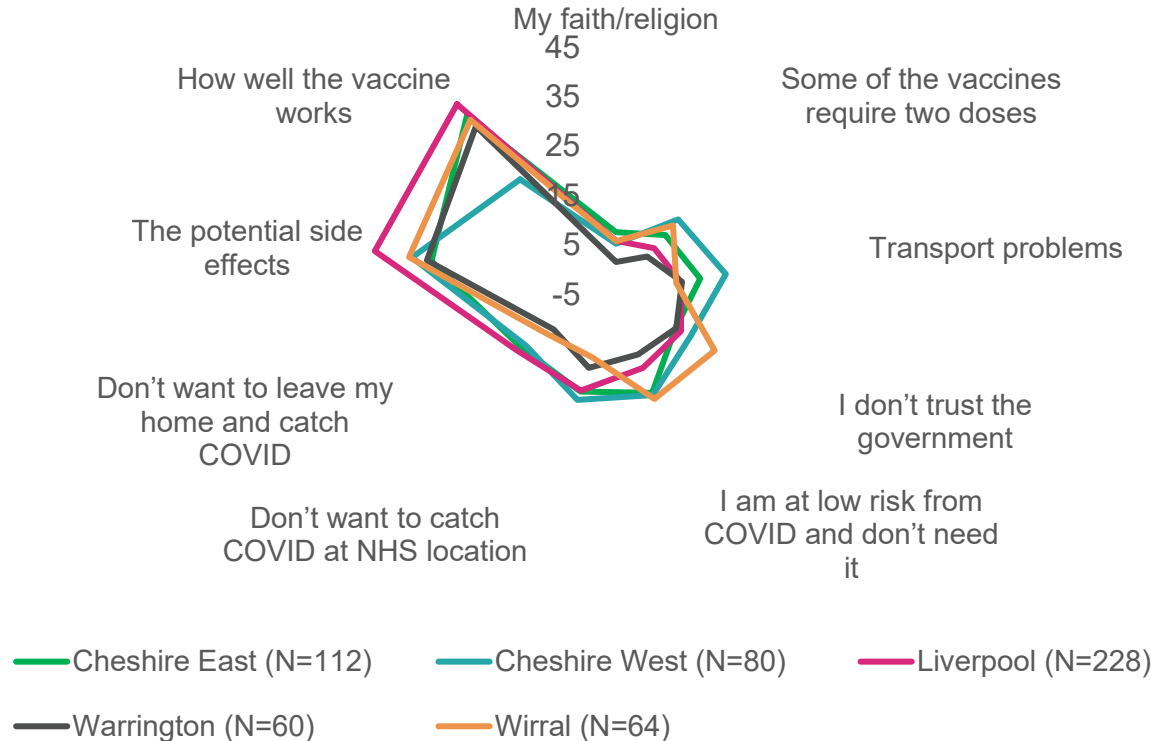 My faith/religion
45
35
25
15
5
-5
Some of the vaccines
require two doses
Transport problems
I don’t trust the
government
I am at low risk from
COVID and don’t need
it
Don’t want to catch
COVID at NHS location
Don’t want to leave my
home and catch
COVID
The potential side
effects
How well the vaccine
works
Cheshire East (N=112)
Cheshire West (N=80)
Liverpool (N=228)
Warrington (N=60)
Wirral (N=64)